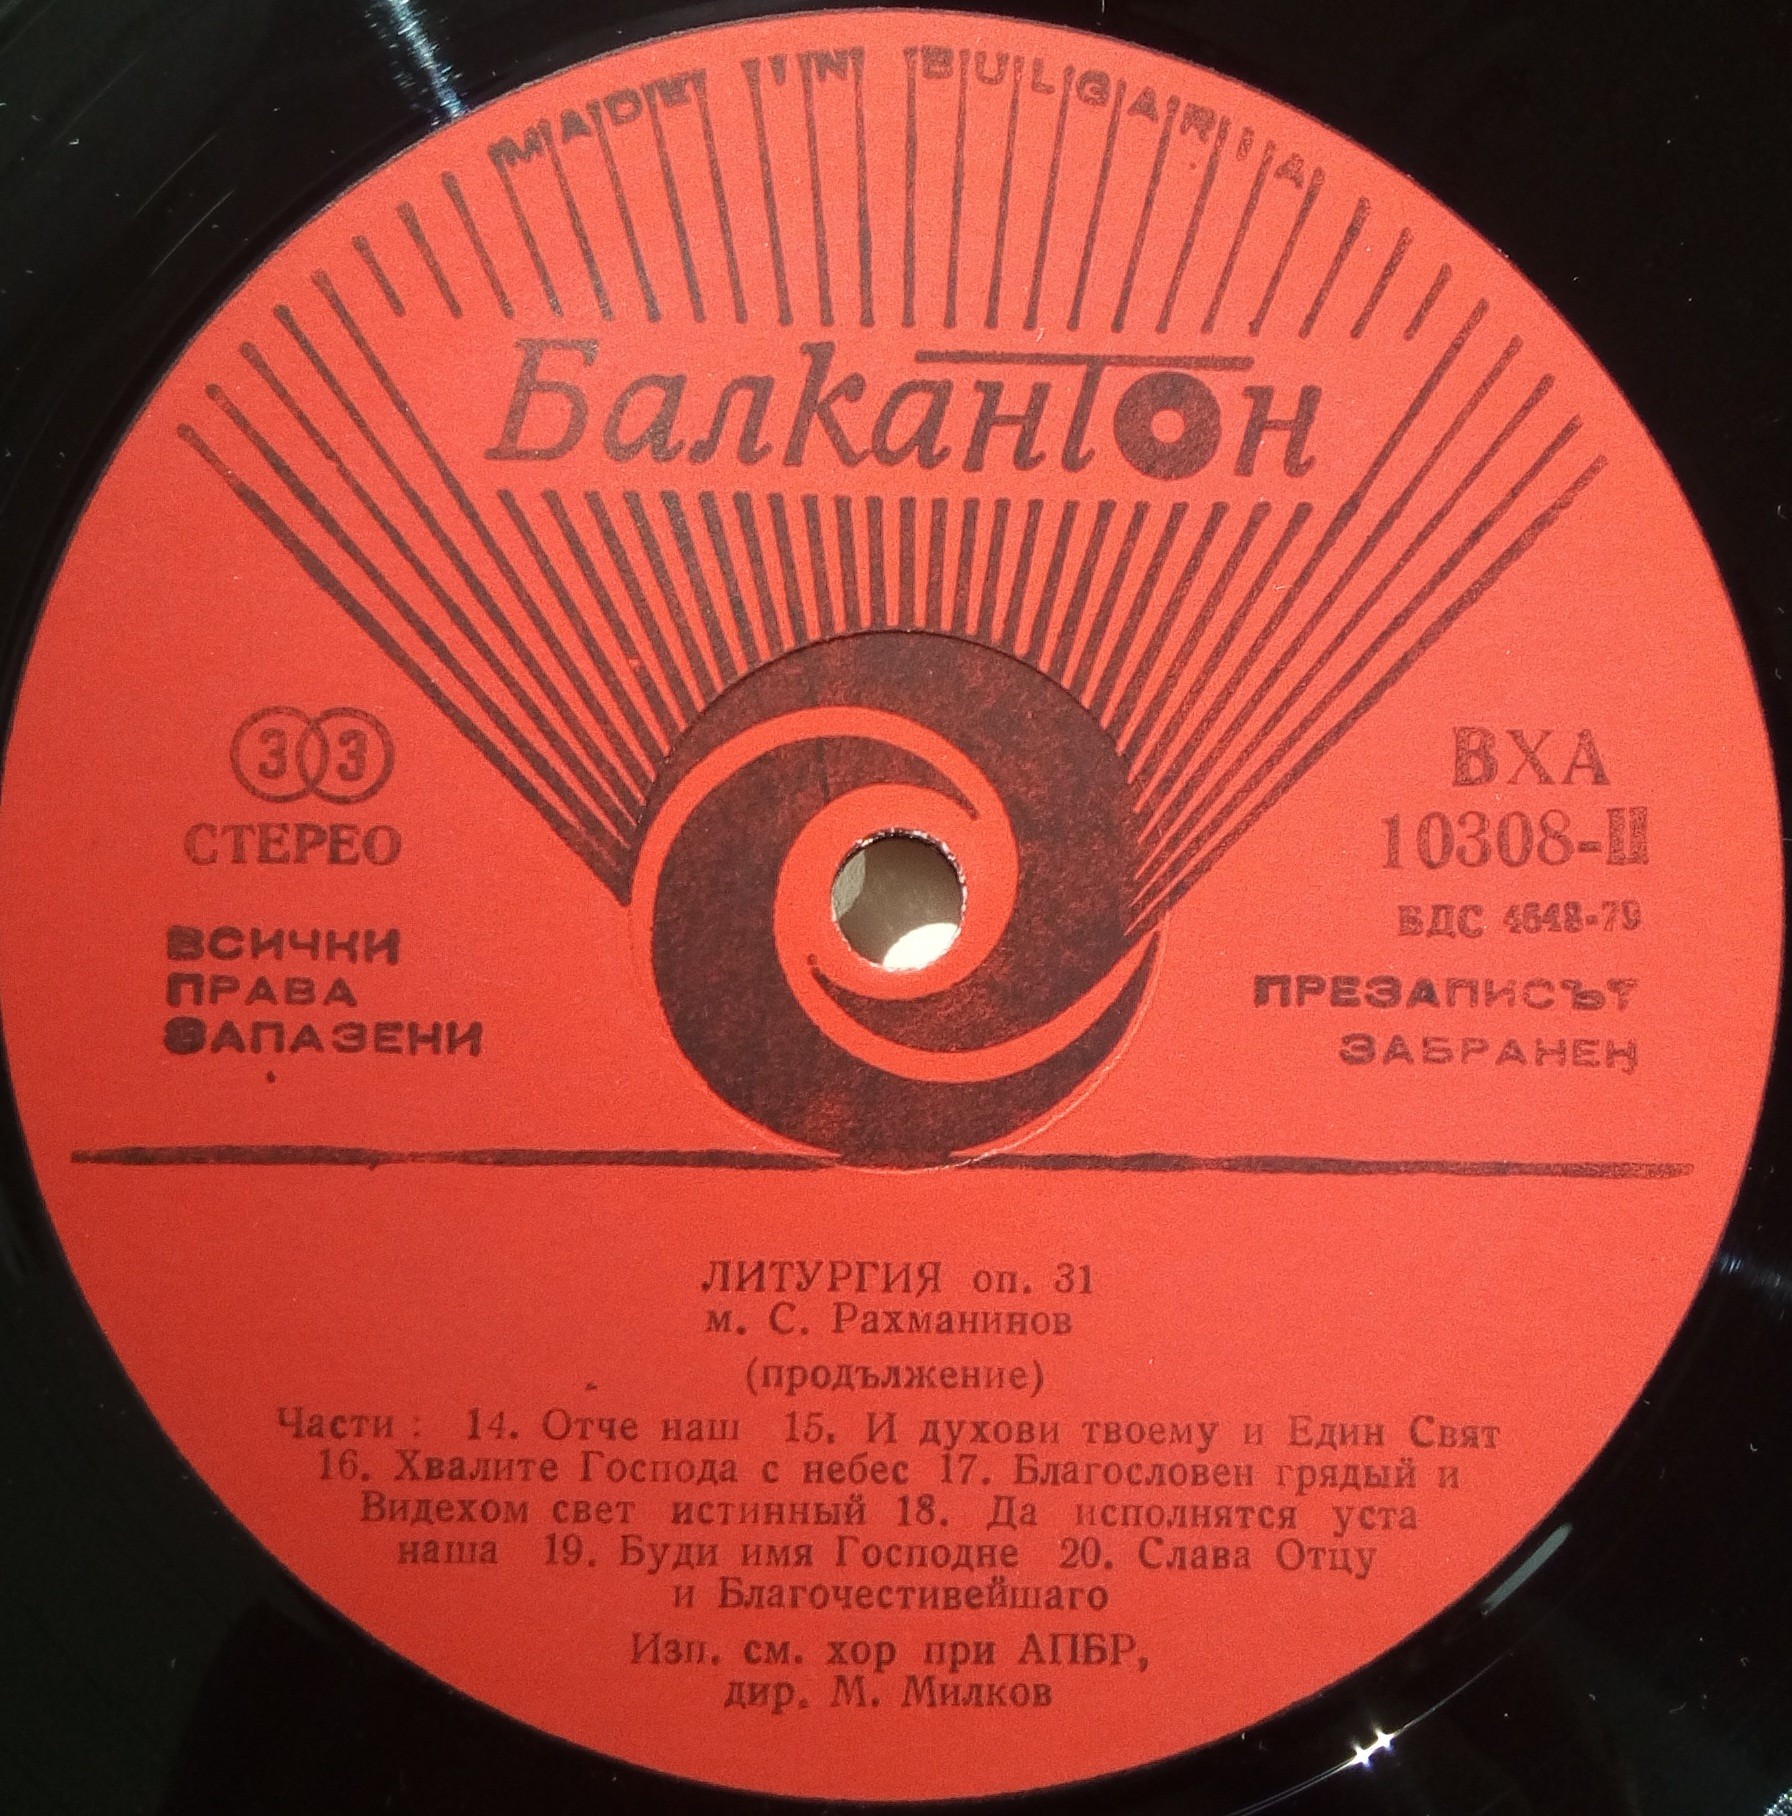 MADE IN BULGARIA
Балкантон
33
СТЕРЕО
ВСИЧКИ
ПРАВА
ЗАПАЗЕНИ
ВХА
10308-II
БДС 4648-79
ПРЕЗАПИСЪТ
ЗАБРАНЕН
ЛИТУРГИЯ оп. 31
м. С. Рахманинов
(продължение)
Части : 14. Отче наш 15. И духови твоему и Един Свят
16. Хвалите Господа с небес 17. Благословен грядый и
Видехом свет истинный 18. Да исполнятся уста
наша 19. Буди имя Господне 20. Слава Отцу
и Благочестивейшаго
Изп. см. хор при АПБР,
дир. М. Милков